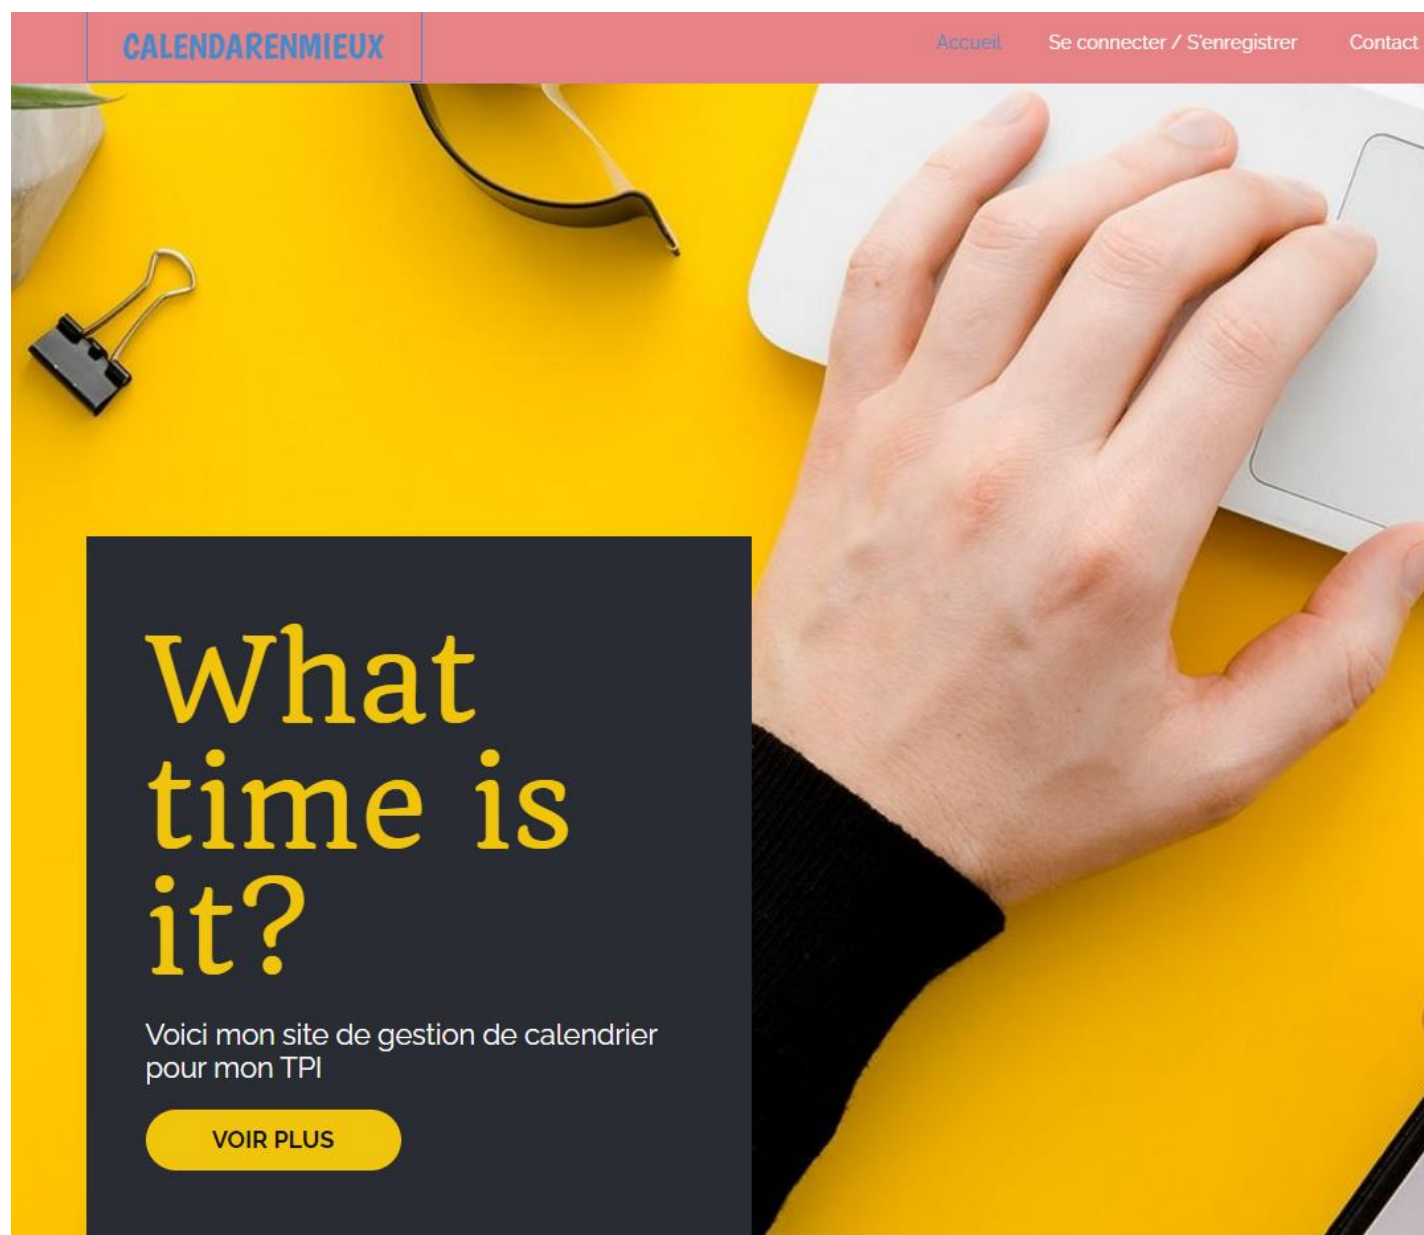 CALENDARENMIEUX
Accueil
Se connecter / S'enregistrer
Contact
What
time is
it?
Voici mon site de gestion de calendrier
pour mon TPI
VOIR PLUS